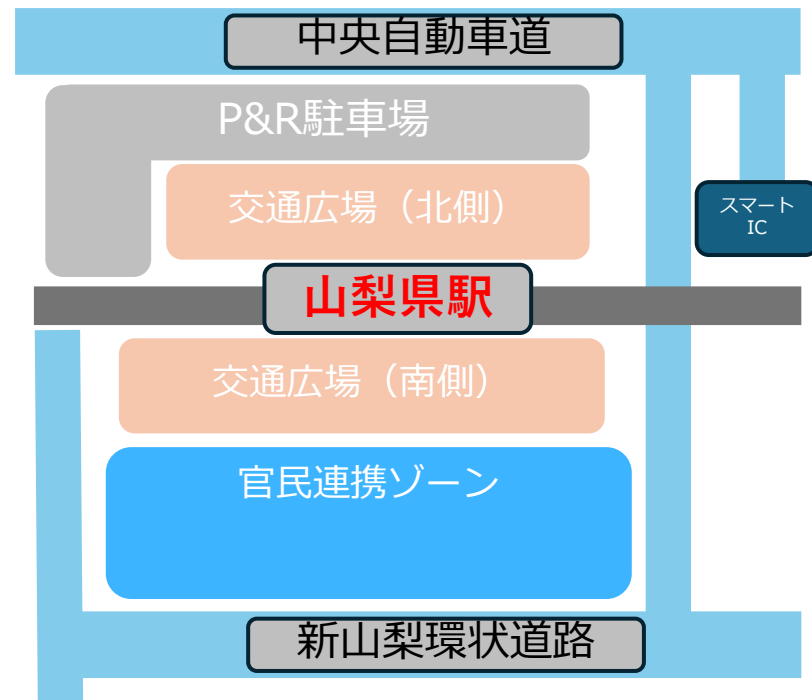 中央自動車道
P&R駐車場
交通広場（北側）
スマート
IC
山梨県駅
交通広場（南側）
官民連携ゾーン
新山梨環状道路